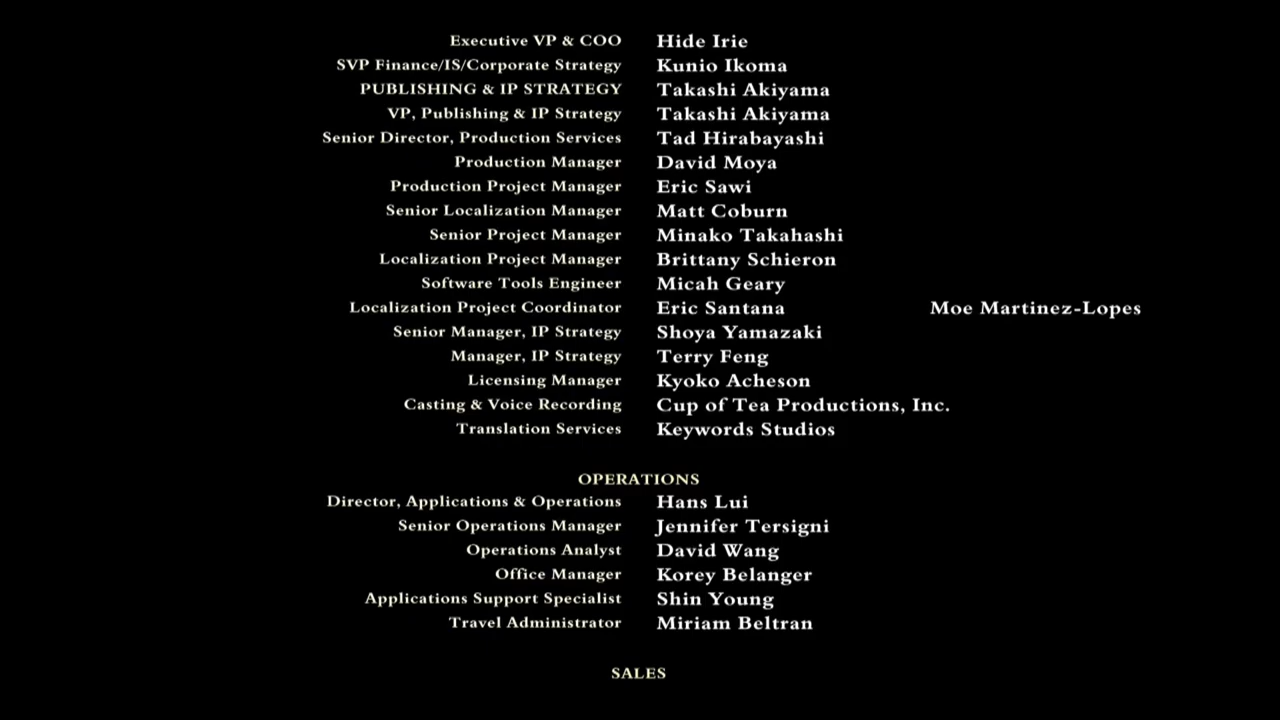 Executive VP & COO Hide Irie
SVP Finance/IS/Corporate Strategy Kunio Ikoma
PUBLISHING & IP STRATEGY Takashi Akiyama
VP, Publishing & IP Strategy Takashi Akiyama
Senior Director, Production Services Tad Hirabayashi
Production Manager David Moya
Production Project Manager Eric Sawi
Senior Localization Manager Matt Coburn
Senior Project Manager Minako Takahashi
Localization Project Manager Brittany Schieron
Software Tools Engineer Micah Geary
Localization Project Coordinator Eric Santana Moe Martinez-Lopes
Senior Manager, IP Strategy Shoya Yamazaki
Manager, IP Strategy Terry Feng
Licensing Manager Kyoko Acheson
Casting & Voice Recording Cup of Tea Productions, Inc.
Translation Services Keywords Studios
OPERATIONS
Director, Applications & Operations Hans Lui
Senior Operations Manager Jennifer Tersigni
Operations Analyst David Wang
Office Manager Korey Belanger
Applications Support Specialist Shin Young
Travel Administrator Miriam Beltran
SALES